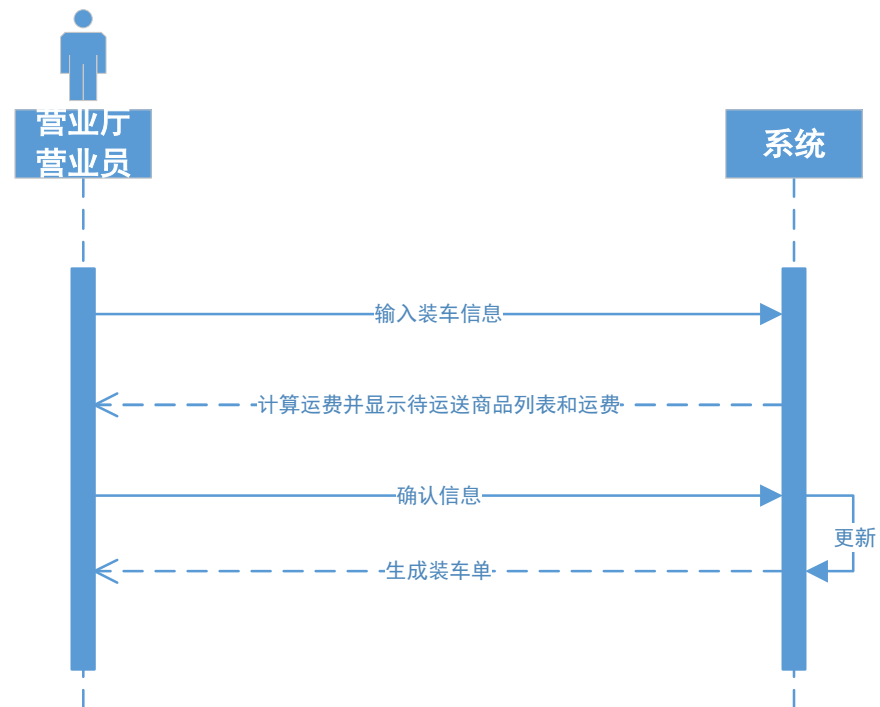 营业厅
营业员
系统
输入装车信息
计算运费并显示待运送商品列表和运费
确认信息
更新
生成装车单